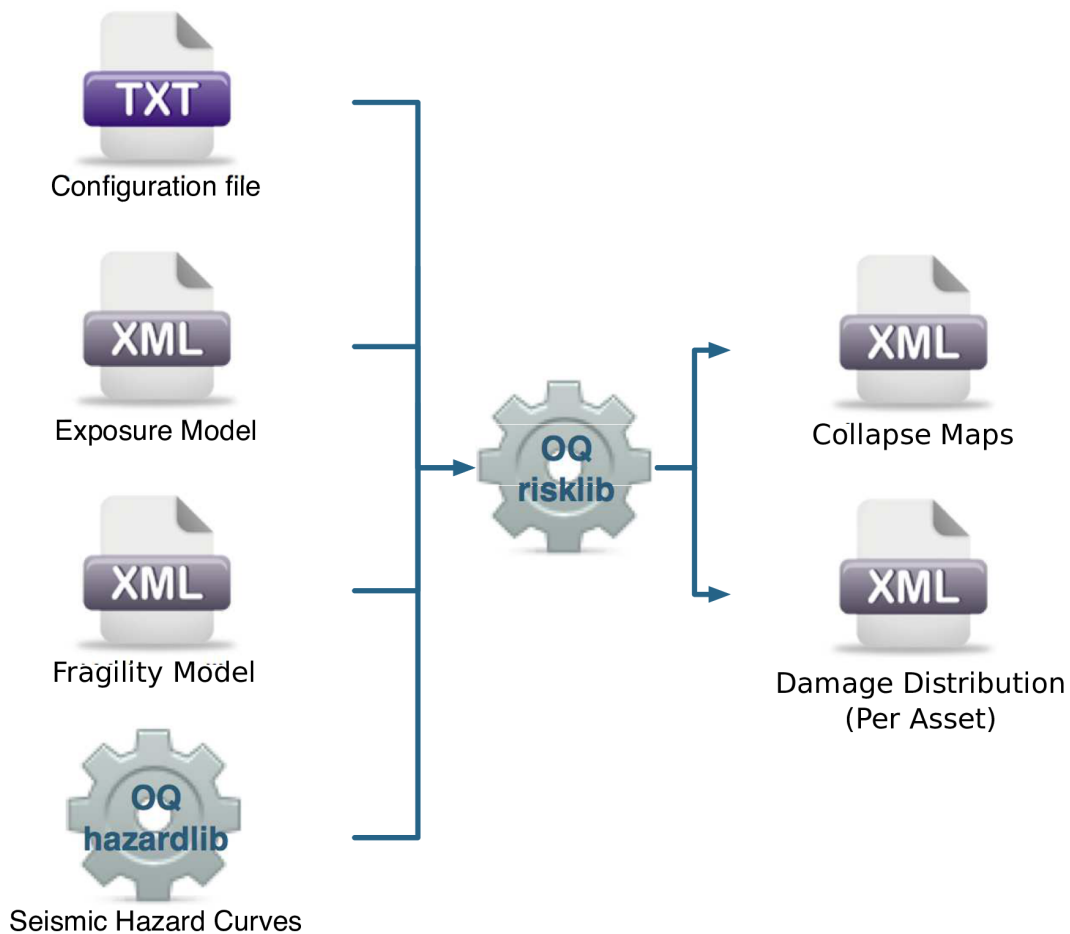 TXT
Configuration file
XML
Exposure Model
XML
Fragility Model
OQ
hazardlib
Seismic Hazard Curves
OQ
risklib
XML
Collapse Maps
XML
Damage Distribution
(Per Asset)